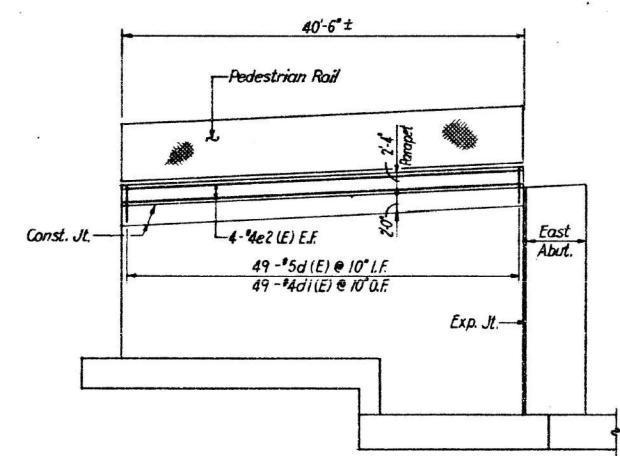 40'-6" ±
Pedestrian Rail
2'-4"
Parapet
Const. Jt.
4-#4e2 (E) E.F.
2'-0"
East
Abut.
49 -#5d (E) @ 10" I.F.
49 -#4d1(E) @ 10" O.F.
Exp. Jt.